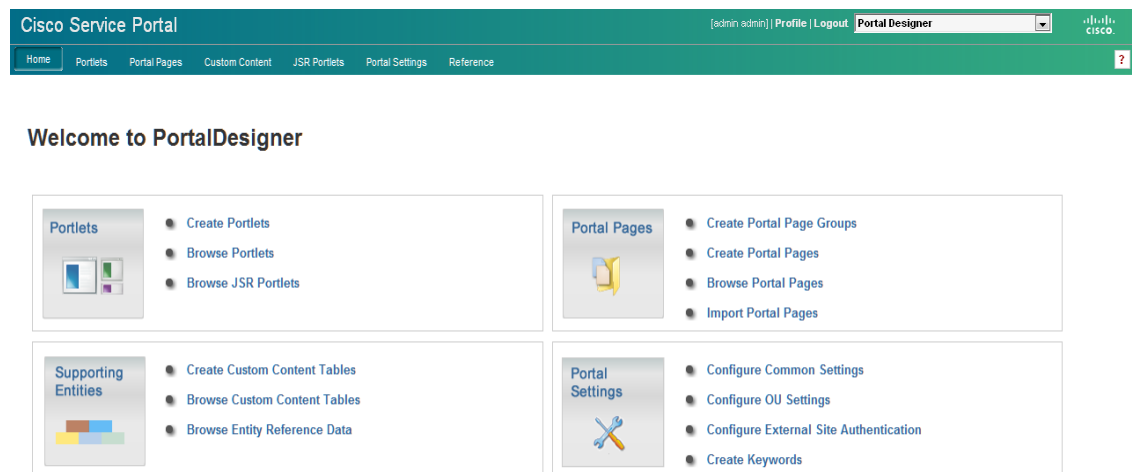 Cisco Service Portal
[admin admin] | Profile | Logout Portal Designer
cisco.
Home Portlets Portal Pages Custom Content JSR Portlets Portal Settings Reference ?
Welcome to PortalDesigner
Portlets
Create Portlets
Browse Portlets
Browse JSR Portlets
Portal Pages
Create Portal Page Groups
Create Portal Pages
Browse Portal Pages
Import Portal Pages
Supporting
Entities
Create Custom Content Tables
Browse Custom Content Tables
Browse Entity Reference Data
Portal
Settings
Configure Common Settings
Configure OU Settings
Configure External Site Authentication
Create Keywords